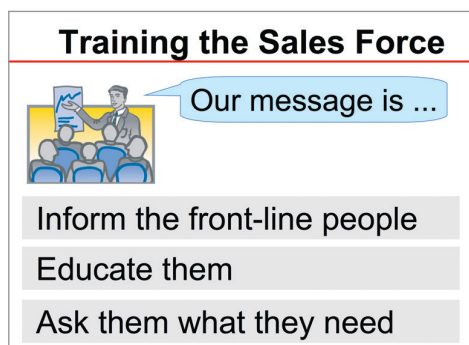 Training the Sales Force
Our message is ...
Inform the front-line people
Educate them
Ask them what they need